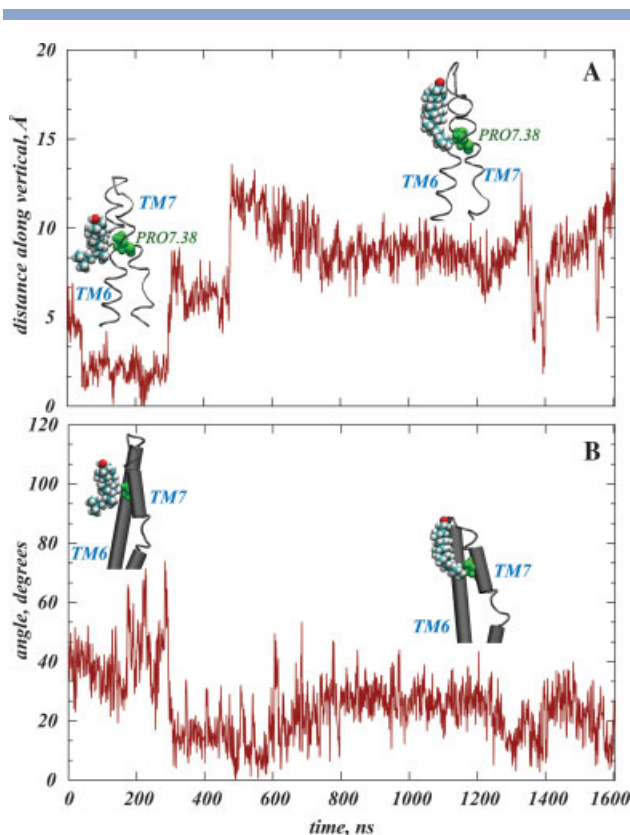 20
A
PRO7.38
TM6
TM7
15
TM7
PRO7.38
10
TM6
5
0
distance along vertical, Å
120
B
100
TM7
TM6
80
TM7
TM6
60
40
20
0
angle, degrees
0 200 400 600 800 1000 1200 1400 1600
time, ns